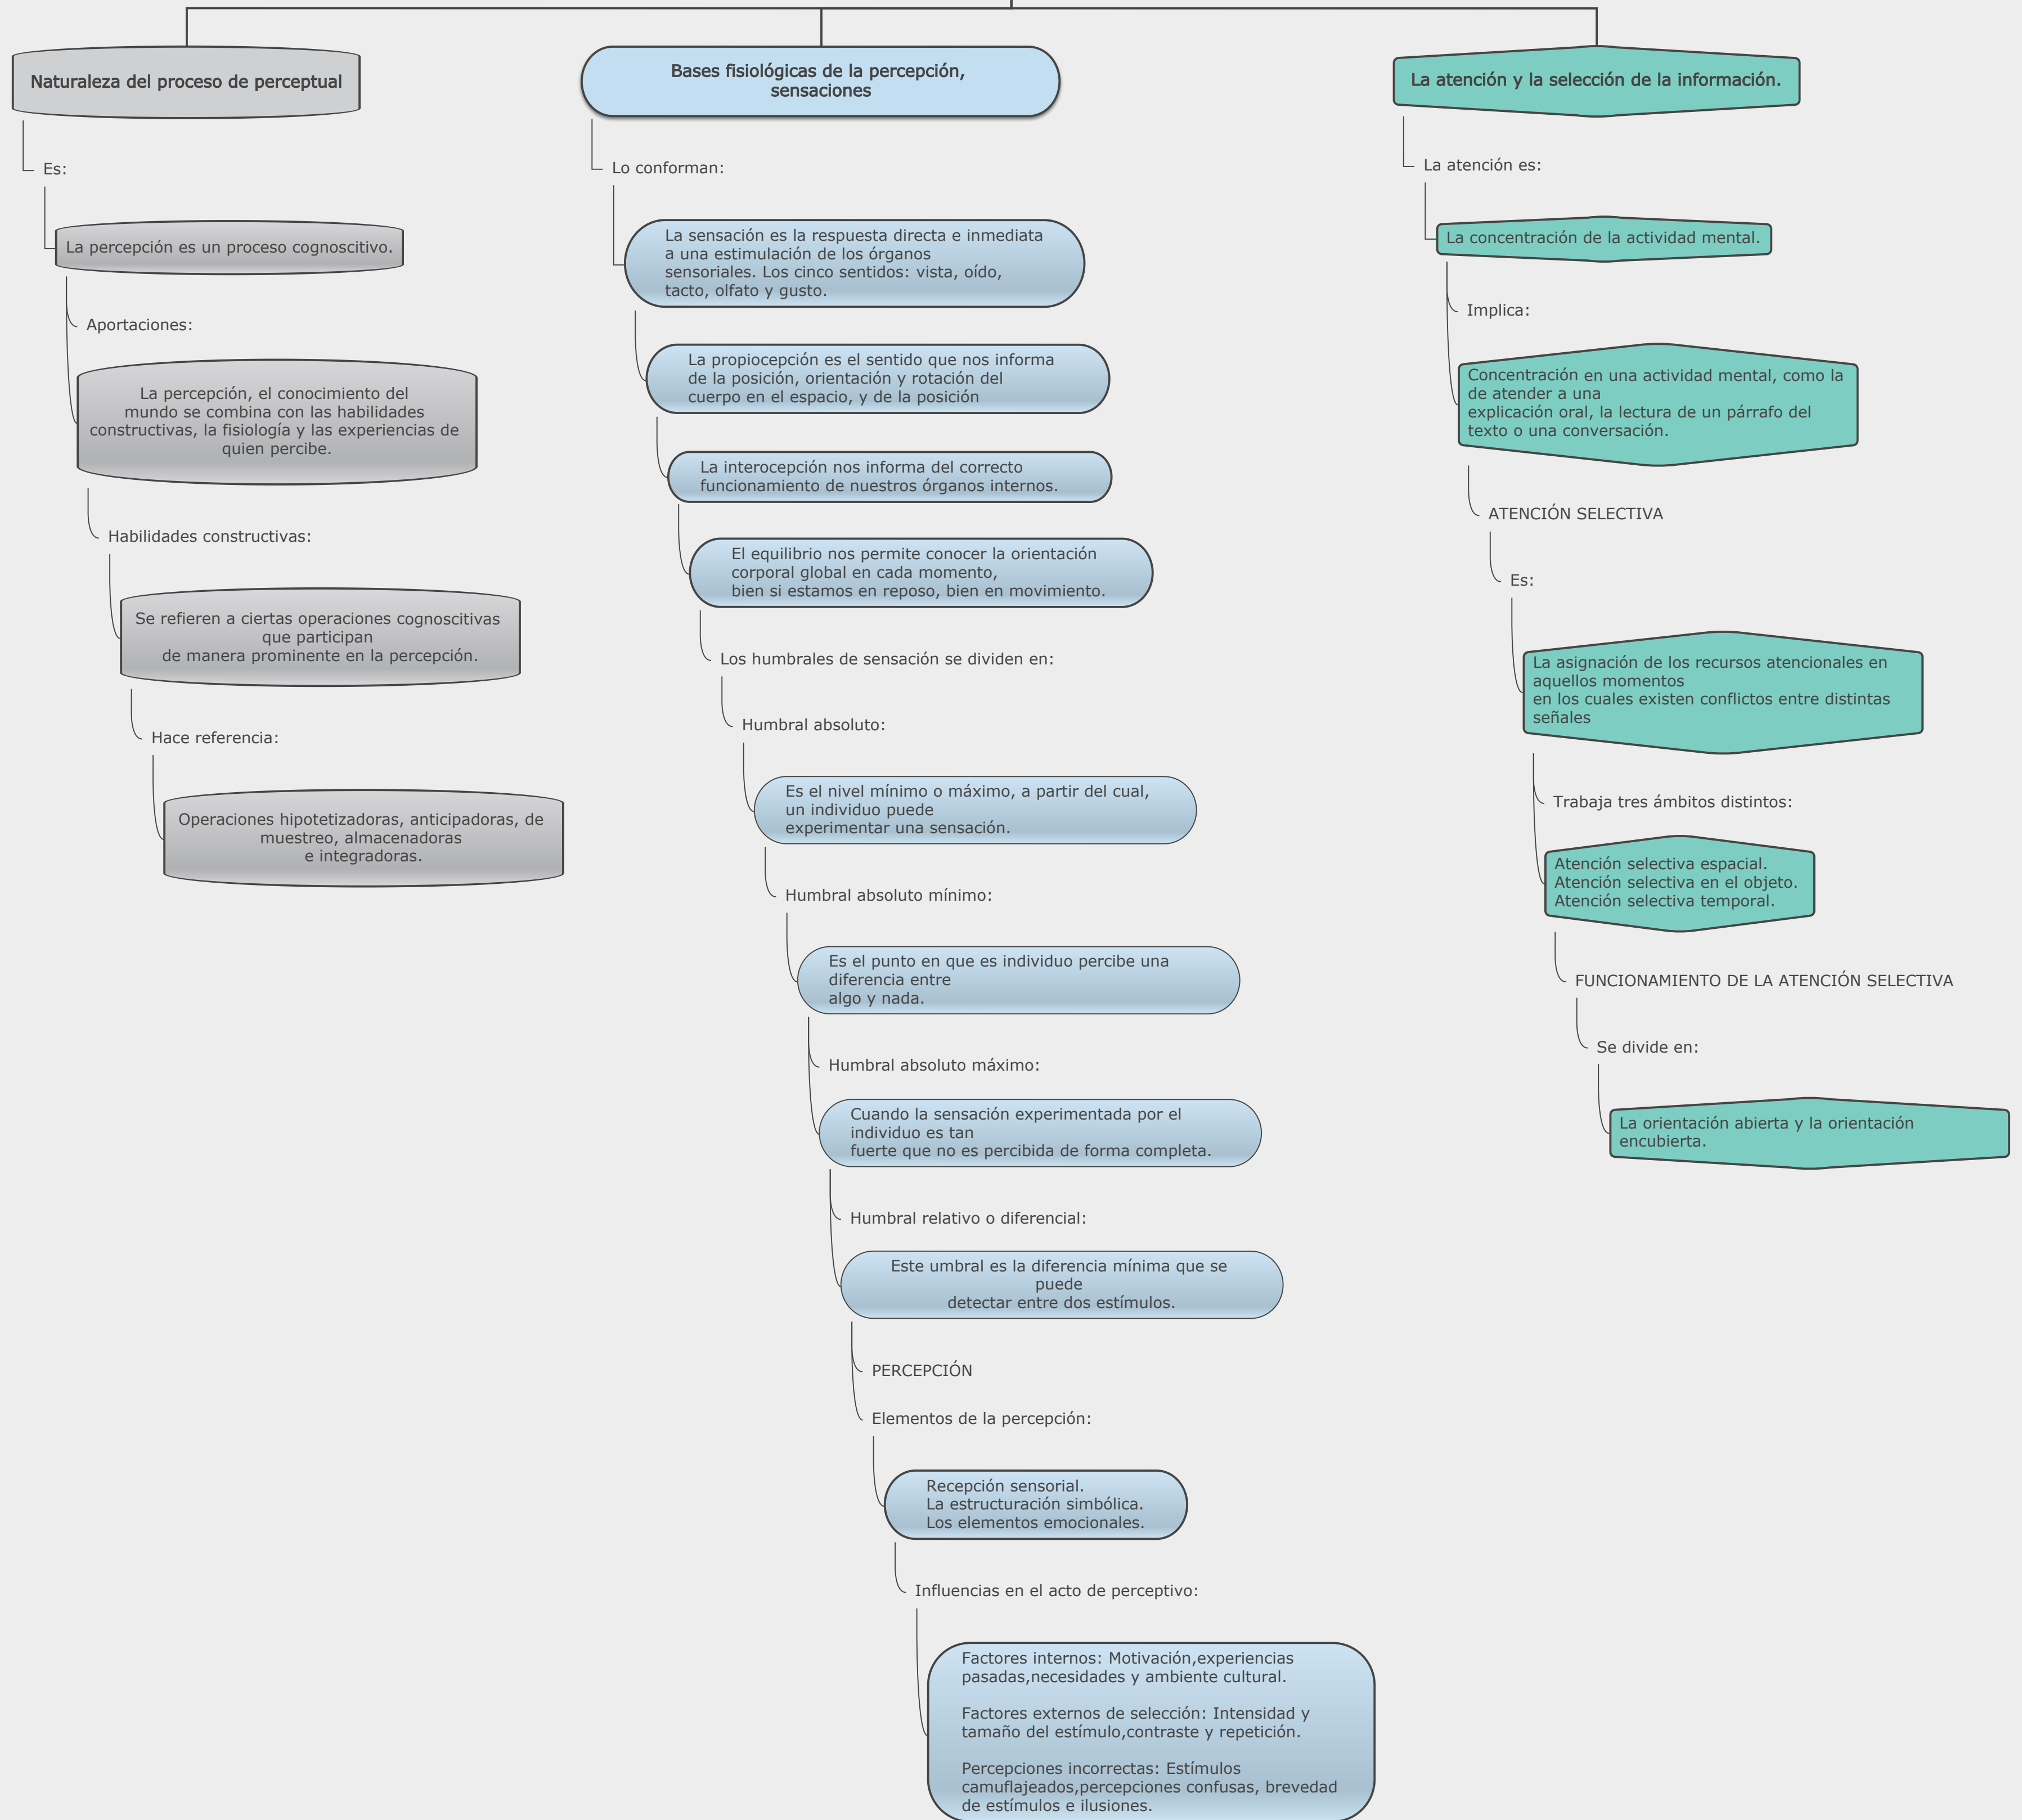 Naturaleza del proceso de perceptual
Es:
La percepción es un proceso cognoscitivo.
Aportaciones:
La percepción, el conocimiento del
mundo se combina con las habilidades
constructivas, la fisiología y las experiencias de
quien percibe.
Habilidades constructivas:
Se refieren a ciertas operaciones cognoscitivas
que participan
de manera prominente en la percepción.
Hace referencia:
Operaciones hipotetizadoras, anticipadoras, de
muestreo, almacenadoras
e integradoras.
Bases fisiológicas de la percepción,
sensaciones
Lo conforman:
La sensación es la respuesta directa e inmediata
a una estimulación de los órganos
sensoriales. Los cinco sentidos: vista, oído,
tacto, olfato y gusto.
La propiocepción es el sentido que nos informa
de la posición, orientación y rotación del
cuerpo en el espacio, y de la posición
La interocepción nos informa del correcto
funcionamiento de nuestros órganos internos.
El equilibrio nos permite conocer la orientación
corporal global en cada momento,
bien si estamos en reposo, bien en movimiento.
Los humbrales de sensación se dividen en:
Humbral absoluto:
Es el nivel mínimo o máximo, a partir del cual,
un individuo puede
experimentar una sensación.
Humbral absoluto mínimo:
Es el punto en que es individuo percibe una
diferencia entre
algo y nada.
Humbral absoluto máximo:
Cuando la sensación experimentada por el
individuo es tan
fuerte que no es percibida de forma completa.
Humbral relativo o diferencial:
Este umbral es la diferencia mínima que se
puede
detectar entre dos estímulos.
PERCEPCIÓN
Elementos de la percepción:
Recepción sensorial.
La estructuración simbólica.
Los elementos emocionales.
Influencias en el acto de perceptivo:
Factores internos: Motivación,experiencias
pasadas,necesidades y ambiente cultural.
Factores externos de selección: Intensidad y
tamaño del estímulo,contraste y repetición.
Percepciones incorrectas: Estímulos
camuflajeados,percepciones confusas, brevedad
de estímulos e ilusiones.
La atención y la selección de la información.
La atención es:
La concentración de la actividad mental.
Implica:
Concentración en una actividad mental, como la
de atender a una
explicación oral, la lectura de un párrafo del
texto o una conversación.
ATENCIÓN SELECTIVA
Es:
La asignación de los recursos atencionales en
aquellos momentos
en los cuales existen conflictos entre distintas
señales
Trabaja tres ámbitos distintos:
Atención selectiva espacial.
Atención selectiva en el objeto.
Atención selectiva temporal.
FUNCIONAMIENTO DE LA ATENCIÓN SELECTIVA
Se divide en:
La orientación abierta y la orientación
encubierta.